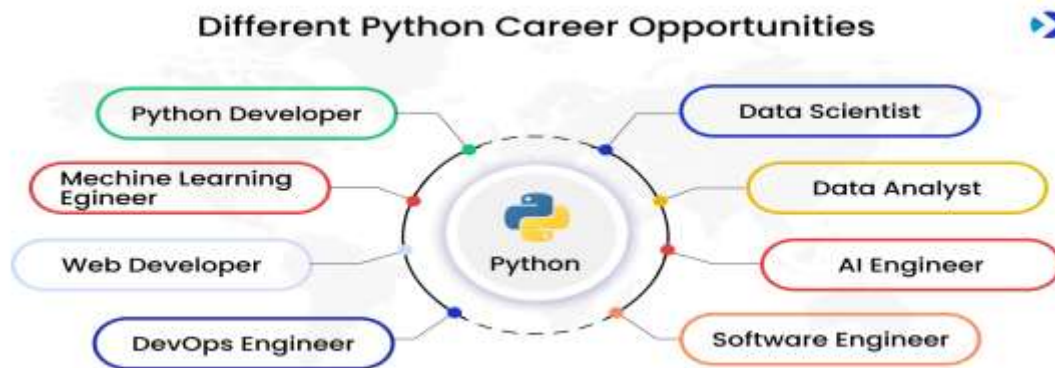 Different Python Career Opportunities
Python Developer
Data Scientist
Mechine Learning
Egineer
Data Analyst
Python
Web Developer
AI Engineer
DevOps Engineer
Software Engineer